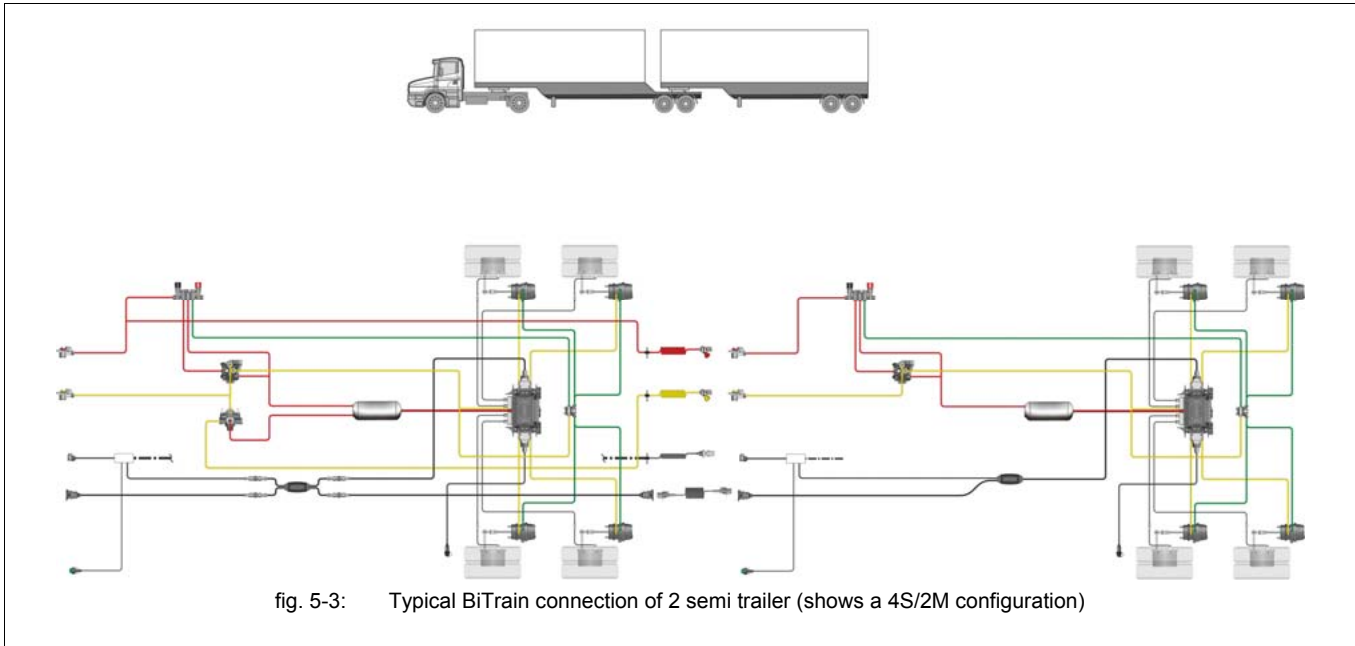 fig. 5-3: Typical BiTrain connection of 2 semi trailer (shows a 4S/2M configuration)